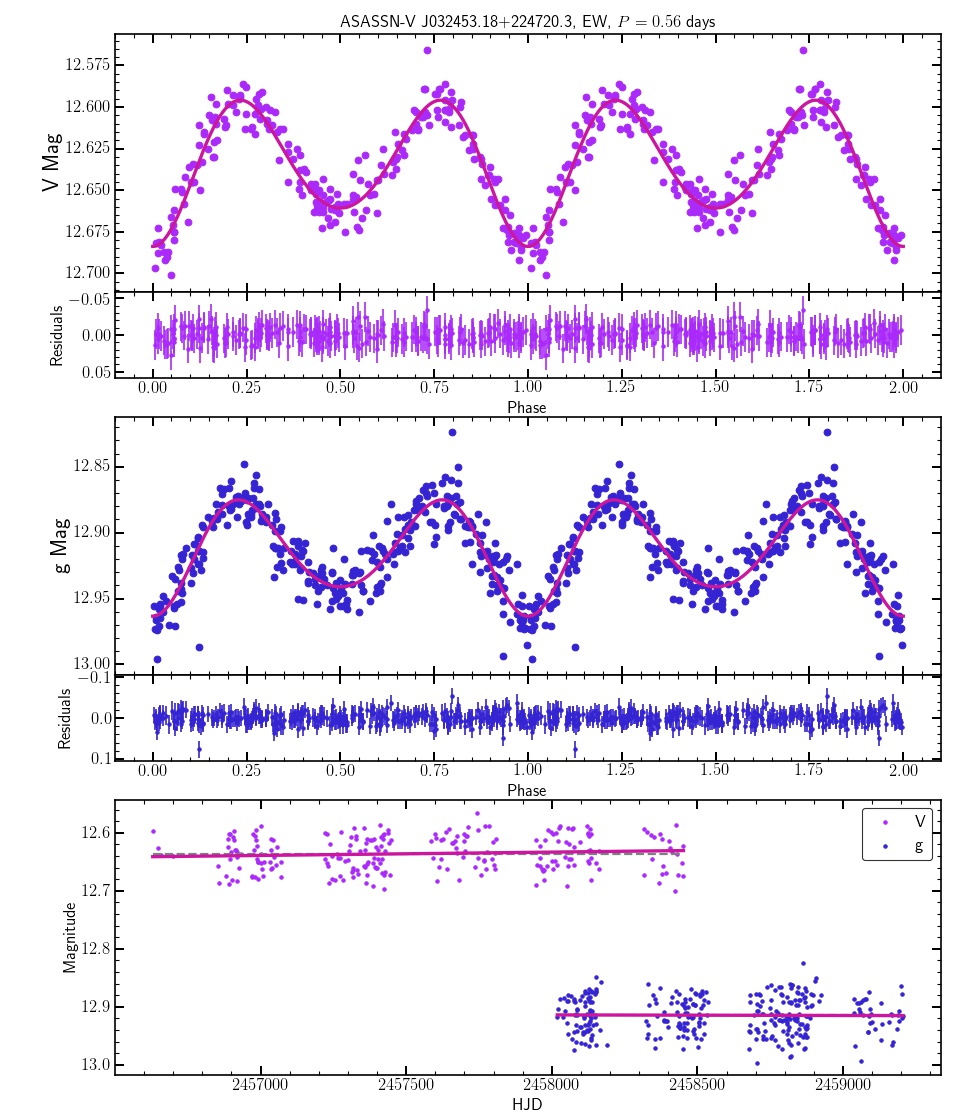 ASASSN-V J032453.18+224720.3, EW, P = 0.56 days
V Mag
12.575
12.600
12.625
12.650
12.675
12.700
Residuals
−0.05
0.00
0.05
0.00 0.25 0.50 0.75 1.00 1.25 1.50 1.75 2.00
Phase
g Mag
12.85
12.90
12.95
13.00
Residuals
−0.1
0.0
0.1
0.00 0.25 0.50 0.75 1.00 1.25 1.50 1.75 2.00
Phase
Magnitude
12.6
12.7
12.8
12.9
13.0
V
g
2457000 2457500 2458000 2458500 2459000
HJD